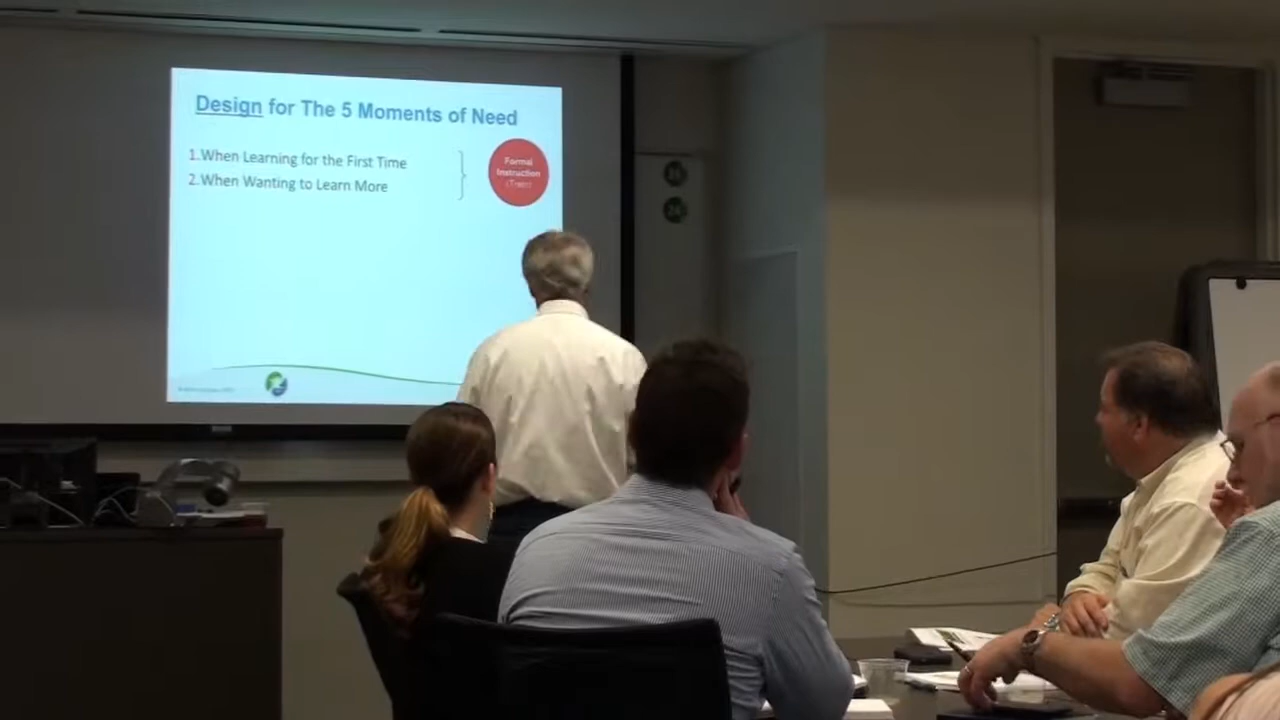 Design for The 5 Moments of Need
1.When Learning for the First Time
2.When Wanting to Learn More
Formal
Instruction
(Train)